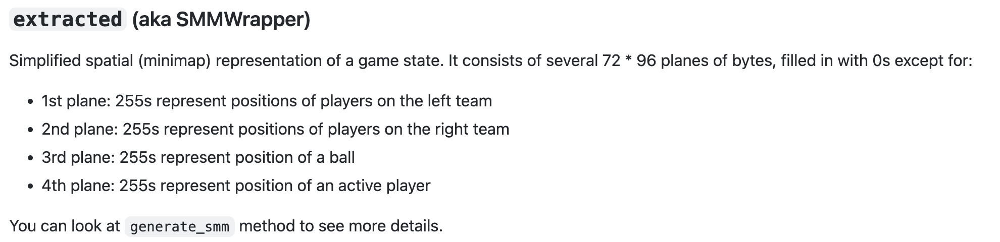 extracted (aka SMMWrapper)
Simplified spatial (minimap) representation of a game state. It consists of several 72 * 96 planes of bytes, filled in with 0s except for:
• 1st plane: 255s represent positions of players on the left team
• 2nd plane: 255s represent positions of players on the right team
• 3rd plane: 255s represent position of a ball
• 4th plane: 255s represent position of an active player
You can look at generate_smm method to see more details.